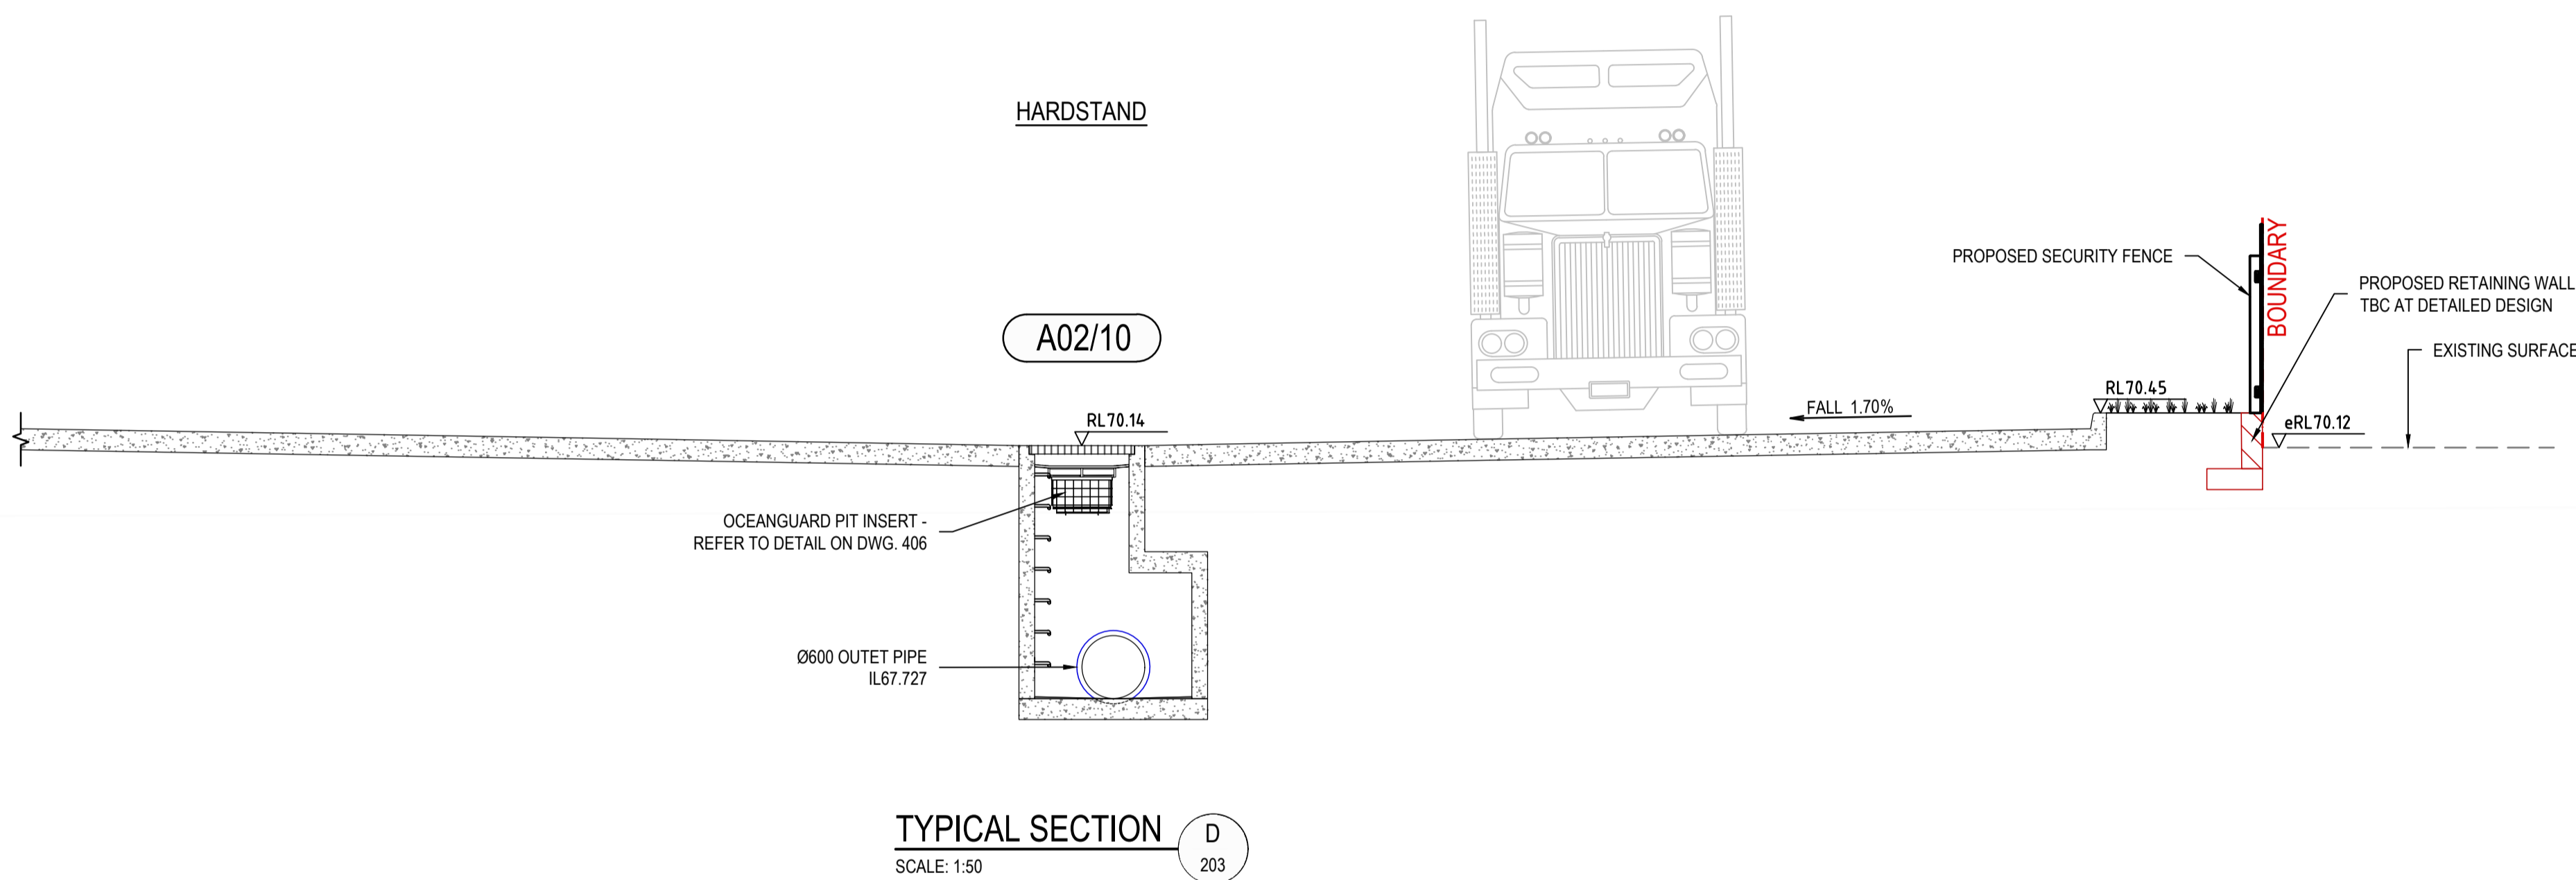 HARDSTAND
A02/10
PROPOSED SECURITY FENCE
BOUNDARY
PROPOSED RETAINING WALL
TBC AT DETAILED DESIGN
EXISTING SURFACE
RL70.45
FALL 1.70%
RL70.14
eRL70.12
OCEANGUARD PIT INSERT -
REFER TO DETAIL ON DWG. 406
Ø600 OUTET PIPE
IL67.727
TYPICAL SECTION
SCALE: 1:50
D
203